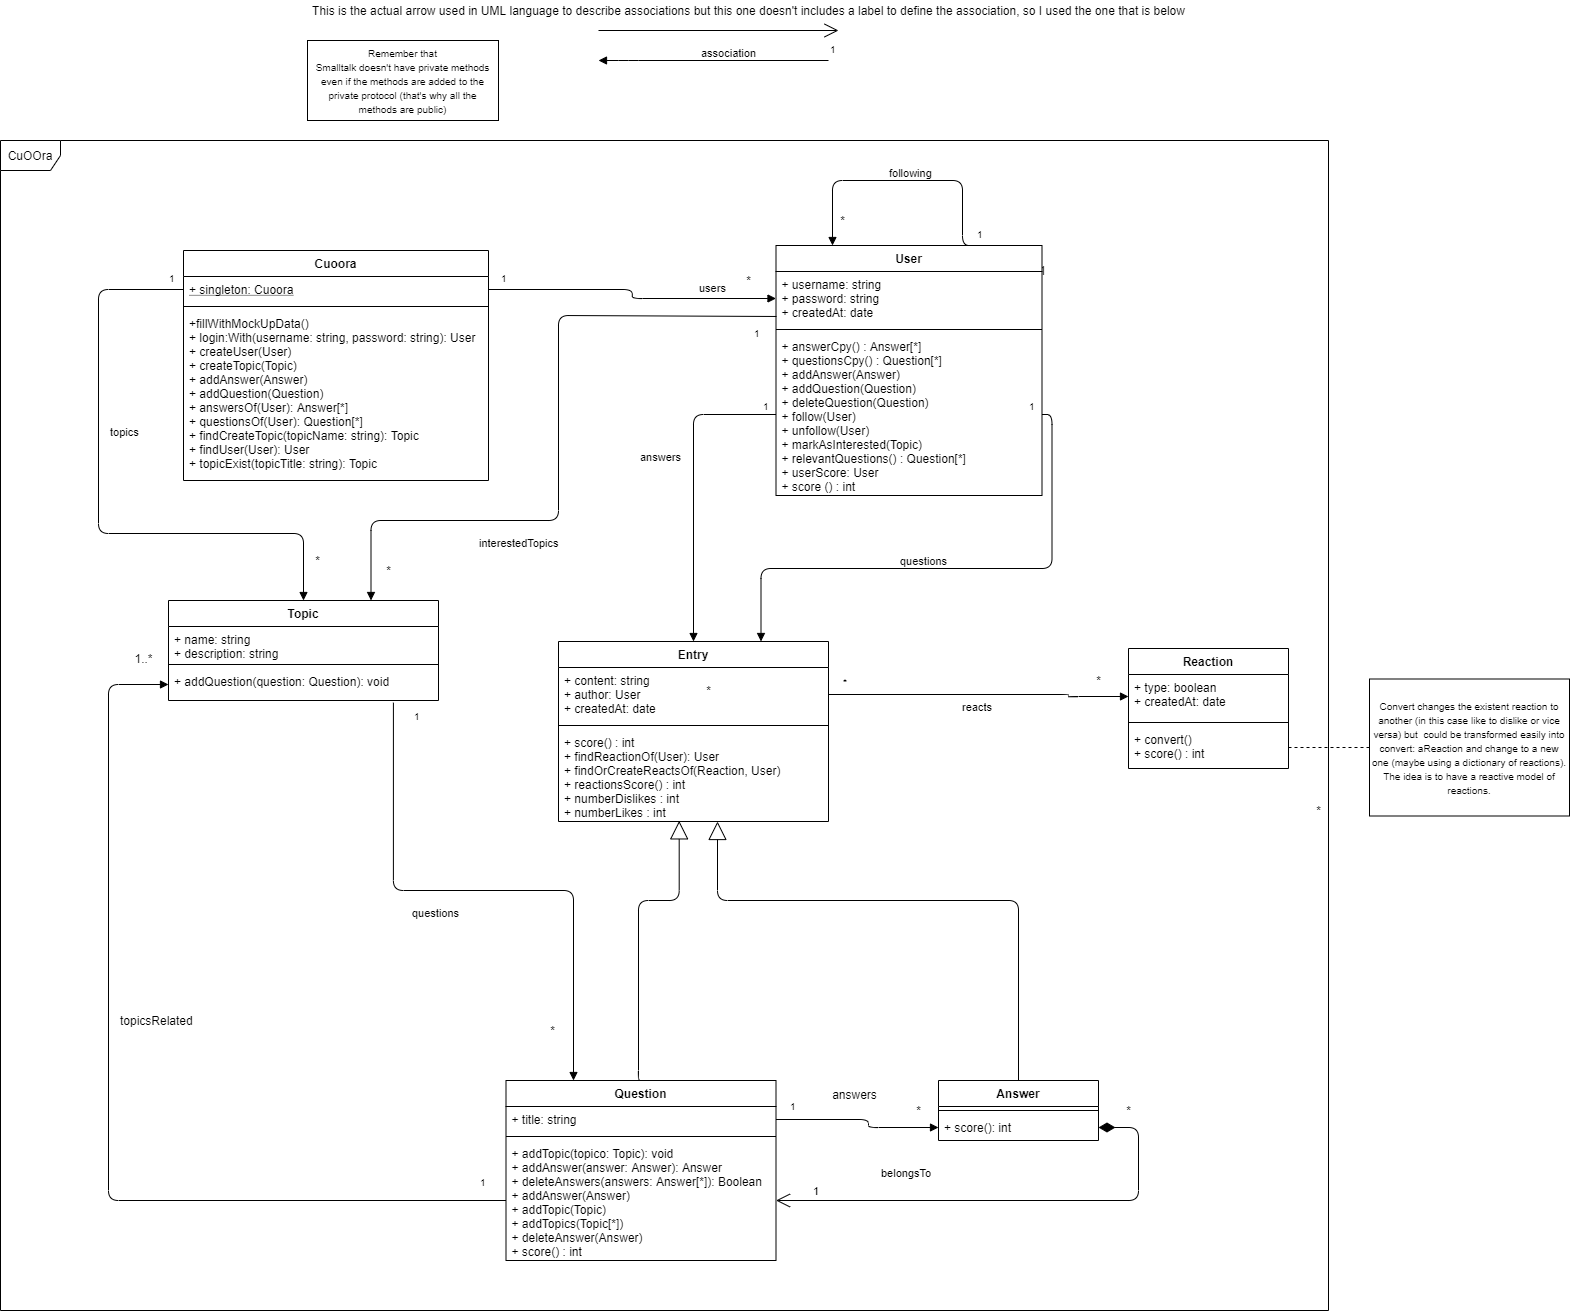 This is the actual arrow used in UML language to describe associations but this one doesn't includes a label to define the association, so I used the one that is below
Remember that
Smalltalk doesn't have private methods
even if the methods are added to the
private protocol (that's why all the
methods are public)
association
1
CuOOra
following
*
1
Cuoora
+ singleton: Cuoora
+fillWithMockUpData()
+ login:With(username: string, password: string): User
+ createUser(User)
+ createTopic(Topic)
+ addAnswer(Answer)
+ addQuestion(Question)
+ answersOf(User): Answer[*]
+ questionsOf(User): Question[*]
+ findCreateTopic(topicName: string): Topic
+ findUser(User): User
+ topicExist(topicTitle: string): Topic
1
1
users
*
User
1
+ username: string
+ password: string
+ createdAt: date
+ answerCpy() : Answer[*]
+ questionsCpy() : Question[*]
+ addAnswer(Answer)
+ addQuestion(Question)
+ deleteQuestion(Question)
+ follow(User)
+ unfollow(User)
+ markAsInterested(Topic)
+ relevantQuestions() : Question[*]
+ userScore: User
+ score () : int
1
1
1
topics
answers
interestedTopics
questions
*
*
Topic
+ name: string
+ description: string
+ addQuestion(question: Question): void
1..*
1
Entry
+ content: string
+ author: User
+ createdAt: date
*
+ score() : int
+ findReactionOf(User): User
+ findOrCreateReactsOf(Reaction, User)
+ reactionsScore() : int
+ numberDislikes : int
+ numberLikes : int
*
reacts
*
Reaction
+ type: boolean
+ createdAt: date
+ convert()
+ score() : int
Convert changes the existent reaction to
another (in this case like to dislike or vice
versa) but could be transformed easily into
convert: aReaction and change to a new
one (maybe using a dictionary of reactions).
The idea is to have a reactive model of
reactions.
*
questions
topicsRelated
*
1
Question
+ title: string
+ addTopic(topico: Topic): void
+ addAnswer(answer: Answer): Answer
+ deleteAnswers(answers: Answer[*]): Boolean
+ addAnswer(Answer)
+ addTopic(Topic)
+ addTopics(Topic[*])
+ deleteAnswer(Answer)
+ score() : int
1
answers
*
Answer
+ score(): int
*
belongsTo
1